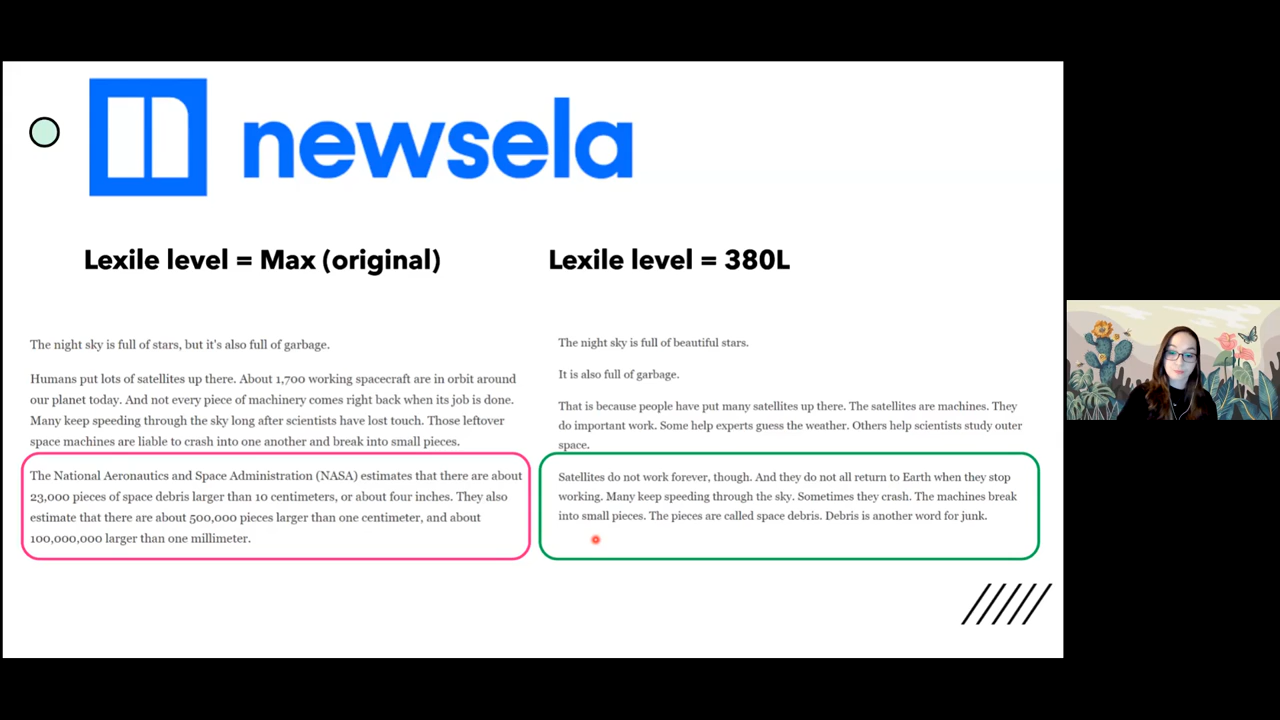 newsela
Lexile level = Max (original)
The night sky is full of stars, but it's also full of garbage.
Humans put lots of satellites up there. About 1,700 working spacecraft are in orbit around
our planet today. And not every piece of machinery comes right back when its job is done.
Many keep speeding through the sky long after scientists have lost touch. Those leftover
space machines are liable to crash into one another and break into small pieces.
The National Aeronautics and Space Administration (NASA) estimates that there are about
23,000 pieces of space debris larger than 10 centimeters, or about four inches. They also
estimate that there are about 500,000 pieces larger than one centimeter, and about
100,000,000 larger than one millimeter.
Lexile level = 380L
The night sky is full of beautiful stars.
It is also full of garbage.
That is because people have put many satellites up there. The satellites are machines. They
do important work. Some help experts guess the weather. Others help scientists study outer
space.
Satellites do not work forever, though. And they do not all return to Earth when they stop
working. Many keep speeding through the sky. Sometimes they crash. The machines break
into small pieces. The pieces are called space debris. Debris is another word for junk.